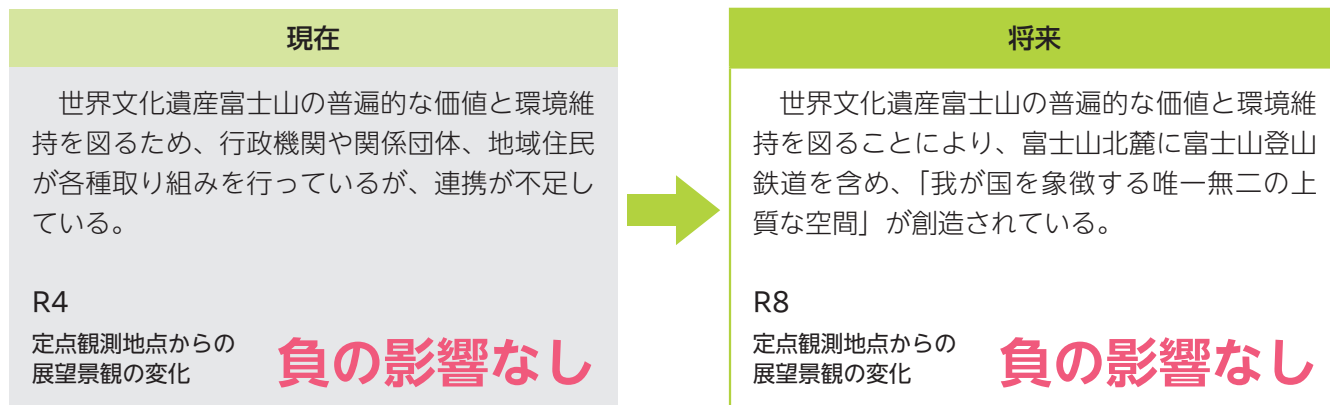 現在
世界文化遺産富士山の普遍的な価値と環境維
持を図るため、行政機関や関係団体、地域住民
が各種取り組みを行っているが、連携が不足し
ている。
R4
定点観測地点からの
展望景観の変化
負の影響なし
将来
世界文化遺産富士山の普遍的な価値と環境維
持を図ることにより、富士山北麓に富士山登山
鉄道を含め、「我が国を象徴する唯一無二の上
質な空間」が創造されている。
R8
定点観測地点からの
展望景観の変化
負の影響なし